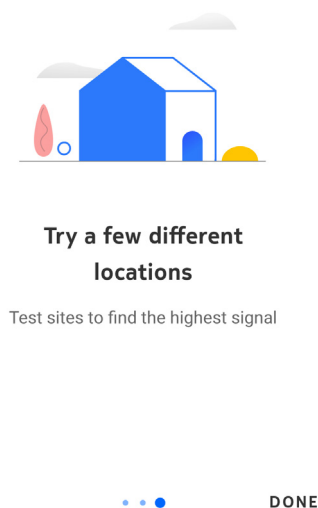 Try a few different
locations
Test sites to find the highest signal
DONE